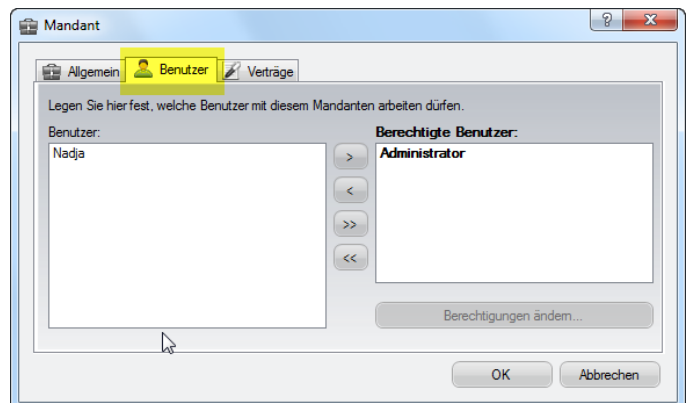 Mandant
Allgemein Benutzer Verträge
Legen Sie hier fest, welche Benutzer mit diesem Mandanten arbeiten dürfen.
Benutzer: Berechtigte Benutzer:
Nadja > Administrator
<
>>
<<
Berechtigungen ändern...
OK Abbrechen